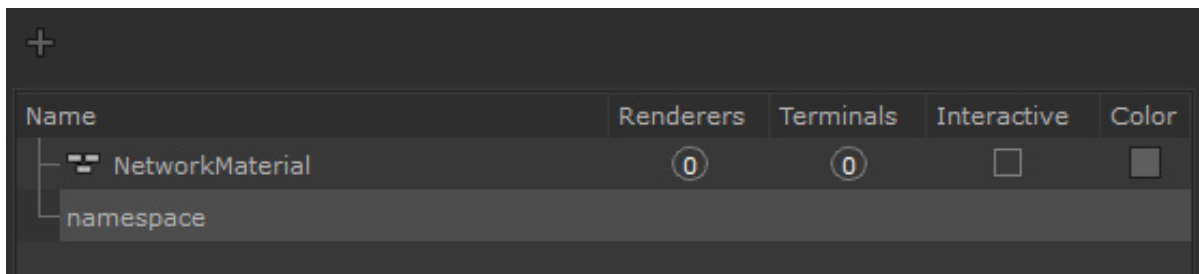 Name Renderers Terminals Interactive Color
NetworkMaterial 0 0
namespace